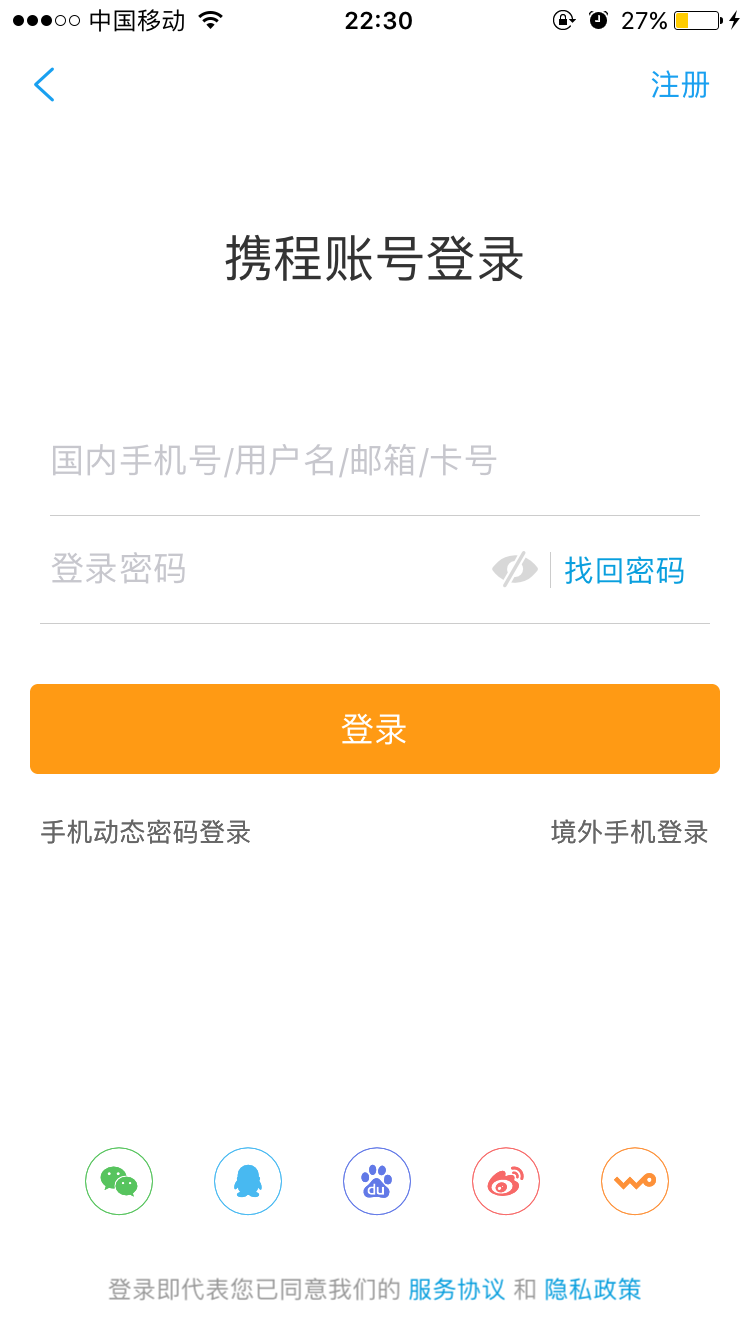 中国移动 22:30 27%
注册
携程账号登录
国内手机号/用户名/邮箱/卡号
登录密码 找回密码
登录
手机动态密码登录 境外手机登录
du
登录即代表您已同意我们的 服务协议 和 隐私政策